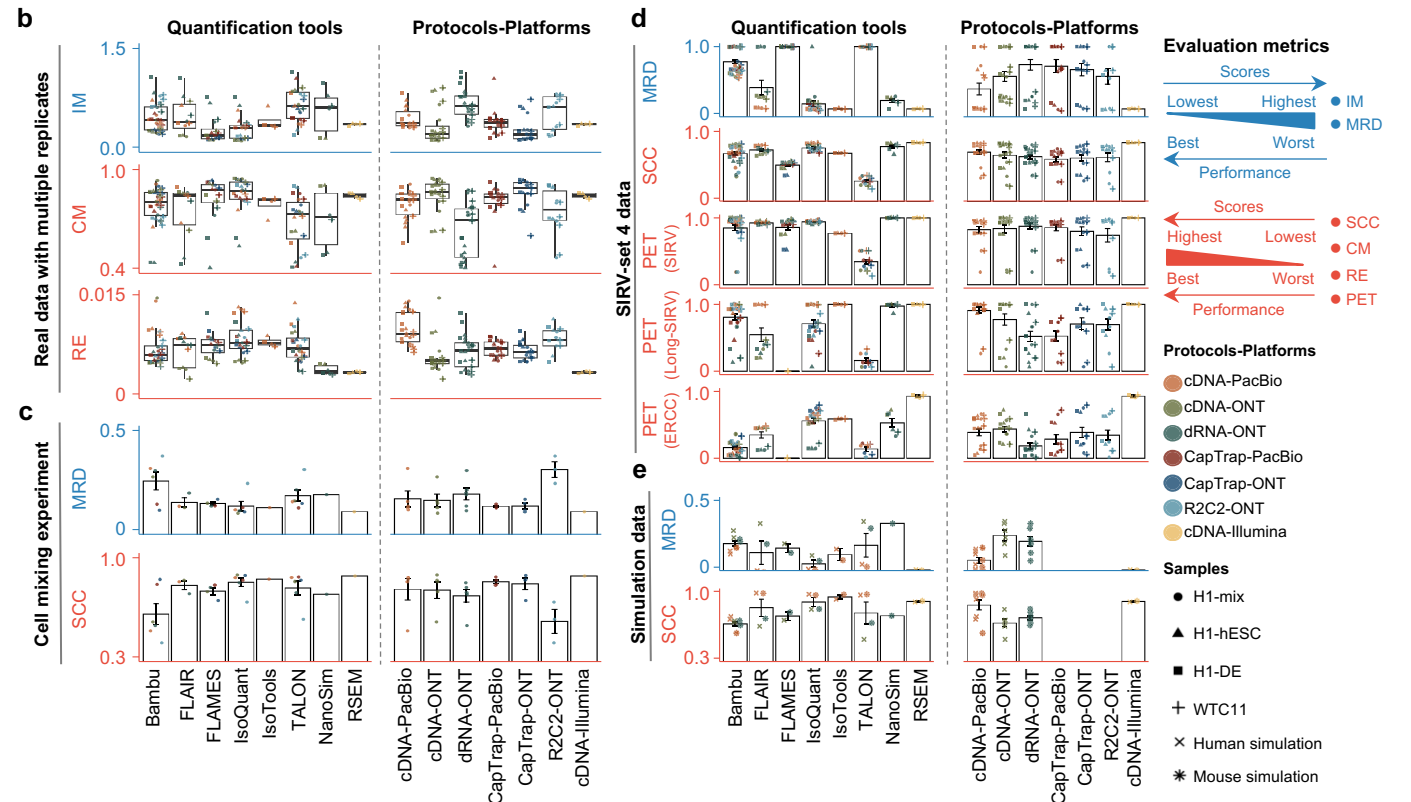 b
Quantification tools
Protocols-Platforms
Real data with multiple replicates
IM
1.5
0.0
CM
1.0
0.4
RE
0.015
0
c
Cell mixing experiment
MRD
0.5
0
SCC
1.0
0.3
Bambu
FLAIR
FLAMES
IsoQuant
IsoTools
TALON
NanoSim
RSEM
cDNA-PacBio
cDNA-ONT
dRNA-ONT
CapTrap-PacBio
CapTrap-ONT
R2C2-ONT
cDNA-Illumina
d
Quantification tools
Protocols-Platforms
SIRV-set 4 data
MRD
1.0
0
SCC
1.0
0
PET
(SIRV)
1.0
0
PET
(Long-SIRV)
1.0
0
PET
(ERCC)
1.0
0
e
Simulation data
MRD
0.5
0
SCC
1.0
0.3
Bambu
FLAIR
FLAMES
IsoQuant
IsoTools
TALON
NanoSim
RSEM
cDNA-PacBio
cDNA-ONT
dRNA-ONT
CapTrap-PacBio
CapTrap-ONT
R2C2-ONT
cDNA-Illumina
Evaluation metrics
Scores
Lowest Highest
Best Worst
Performance
IM
MRD
Scores
Highest Lowest
Best Worst
Performance
SCC
CM
RE
PET
Protocols-Platforms
cDNA-PacBio
cDNA-ONT
dRNA-ONT
CapTrap-PacBio
CapTrap-ONT
R2C2-ONT
cDNA-Illumina
Samples
H1-mix
H1-hESC
H1-DE
WTC11
Human simulation
Mouse simulation